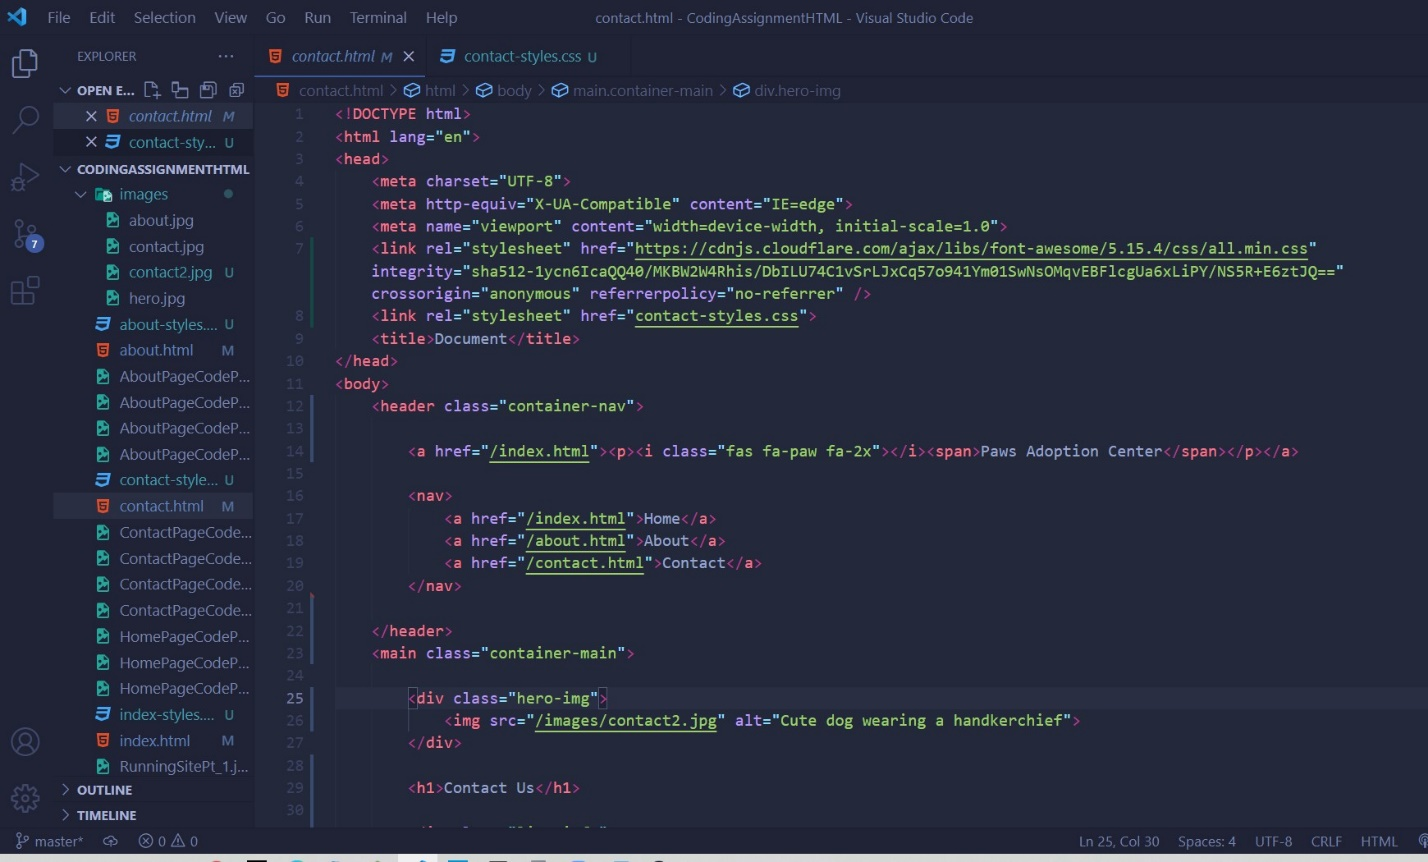 File Edit Selection View Go Run Terminal Help
contact.html - CodingAssignmentHTML - Visual Studio Code
EXPLORER ···
contact.html M
contact-styles.css U
OPEN E...
contact.html > html > body > main.container-main > div.hero-img
contact.html M
contact-sty... U
CODINGASSIGNMENTHTML
images
about.jpg
contact.jpg
contact2.jpg U
hero.jpg
about-styles.... U
about.html M
AboutPageCodeP...
AboutPageCodeP...
AboutPageCodeP...
AboutPageCodeP...
contact-style... U
contact.html M
ContactPageCode...
ContactPageCode...
ContactPageCode...
ContactPageCode...
HomePageCodeP...
HomePageCodeP...
HomePageCodeP...
index-styles.... U
index.html M
RunningSitePt_1.j...
OUTLINE
TIMELINE
7
1 <!DOCTYPE html>
2 <html lang="en">
3 <head>
4 <meta charset="UTF-8">
5 <meta http-equiv="X-UA-Compatible" content="IE=edge">
6 <meta name="viewport" content="width=device-width, initial-scale=1.0">
7 <link rel="stylesheet" href="https://cdnjs.cloudflare.com/ajax/libs/font-awesome/5.15.4/css/all.min.css"
integrity="sha512-1ycn6IcaQQ40/MKBW2W4Rhis/DbILU74C1vSrLJxCq57o941Ym01SwNsOMqvEBFlcgUa6xLiPY/NS5R+E6ztJQ=="
crossorigin="anonymous" referrerpolicy="no-referrer" />
8 <link rel="stylesheet" href="contact-styles.css">
9 <title>Document</title>
10 </head>
11 <body>
12 <header class="container-nav">
13
14 <a href="/index.html"><p><i class="fas fa-paw fa-2x"></i><span>Paws Adoption Center</span></p></a>
15
16 <nav>
17 <a href="/index.html">Home</a>
18 <a href="/about.html">About</a>
19 <a href="/contact.html">Contact</a>
20 </nav>
21
22 </header>
23 <main class="container-main">
24
25 <div class="hero-img">
26 <img src="/images/contact2.jpg" alt="Cute dog wearing a handkerchief">
27 </div>
28
29 <h1>Contact Us</h1>
30
master* 0 0
Ln 25, Col 30 Spaces: 4 UTF-8 CRLF HTML